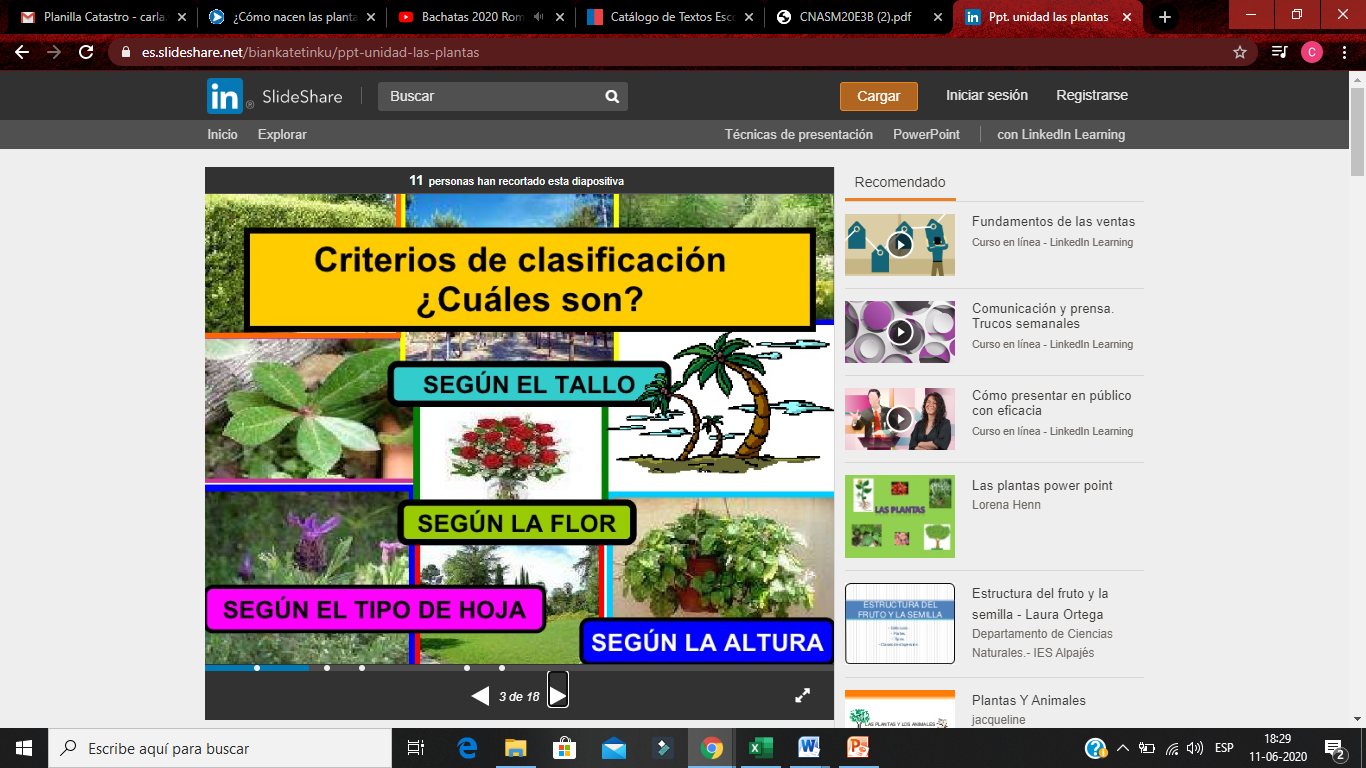 Planilla Catastro - carla.
¿Cómo nacen las planta
Bachatas 2020 Rom
Catálogo de Textos Esco
CNASM20E3B (2).pdf
Ppt. unidad las plantas
es.slideshare.net/biankatetinku/ppt-unidad-las-plantas
C
in SlideShare
Buscar
Cargar
Iniciar sesión
Registrarse
Inicio
Explorar
Técnicas de presentación
PowerPoint
con LinkedIn Learning
11 personas han recortado esta diapositiva
Criterios de clasificación
¿Cuáles son?
SEGÚN EL TALLO
SEGÚN LA FLOR
SEGÚN EL TIPO DE HOJA
SEGÚN LA ALTURA
3 de 18
Recomendado
Fundamentos de las ventas
Curso en línea - LinkedIn Learning
Comunicación y prensa.
Trucos semanales
Curso en línea - LinkedIn Learning
Cómo presentar en público
con eficacia
Curso en línea - LinkedIn Learning
LAS PLANTAS
Las plantas power point
Lorena Henn
ESTRUCTURA DEL
FRUTO Y LA SEMILLA
Estructura del fruto y la
semilla - Laura Ortega
Departamento de Ciencias
Naturales.- IES Alpajés
LAS PLANTAS Y LOS ANIMALES
Plantas Y Animales
jacqueline
Escribe aquí para buscar
ESP
18:29
11-06-2020
2